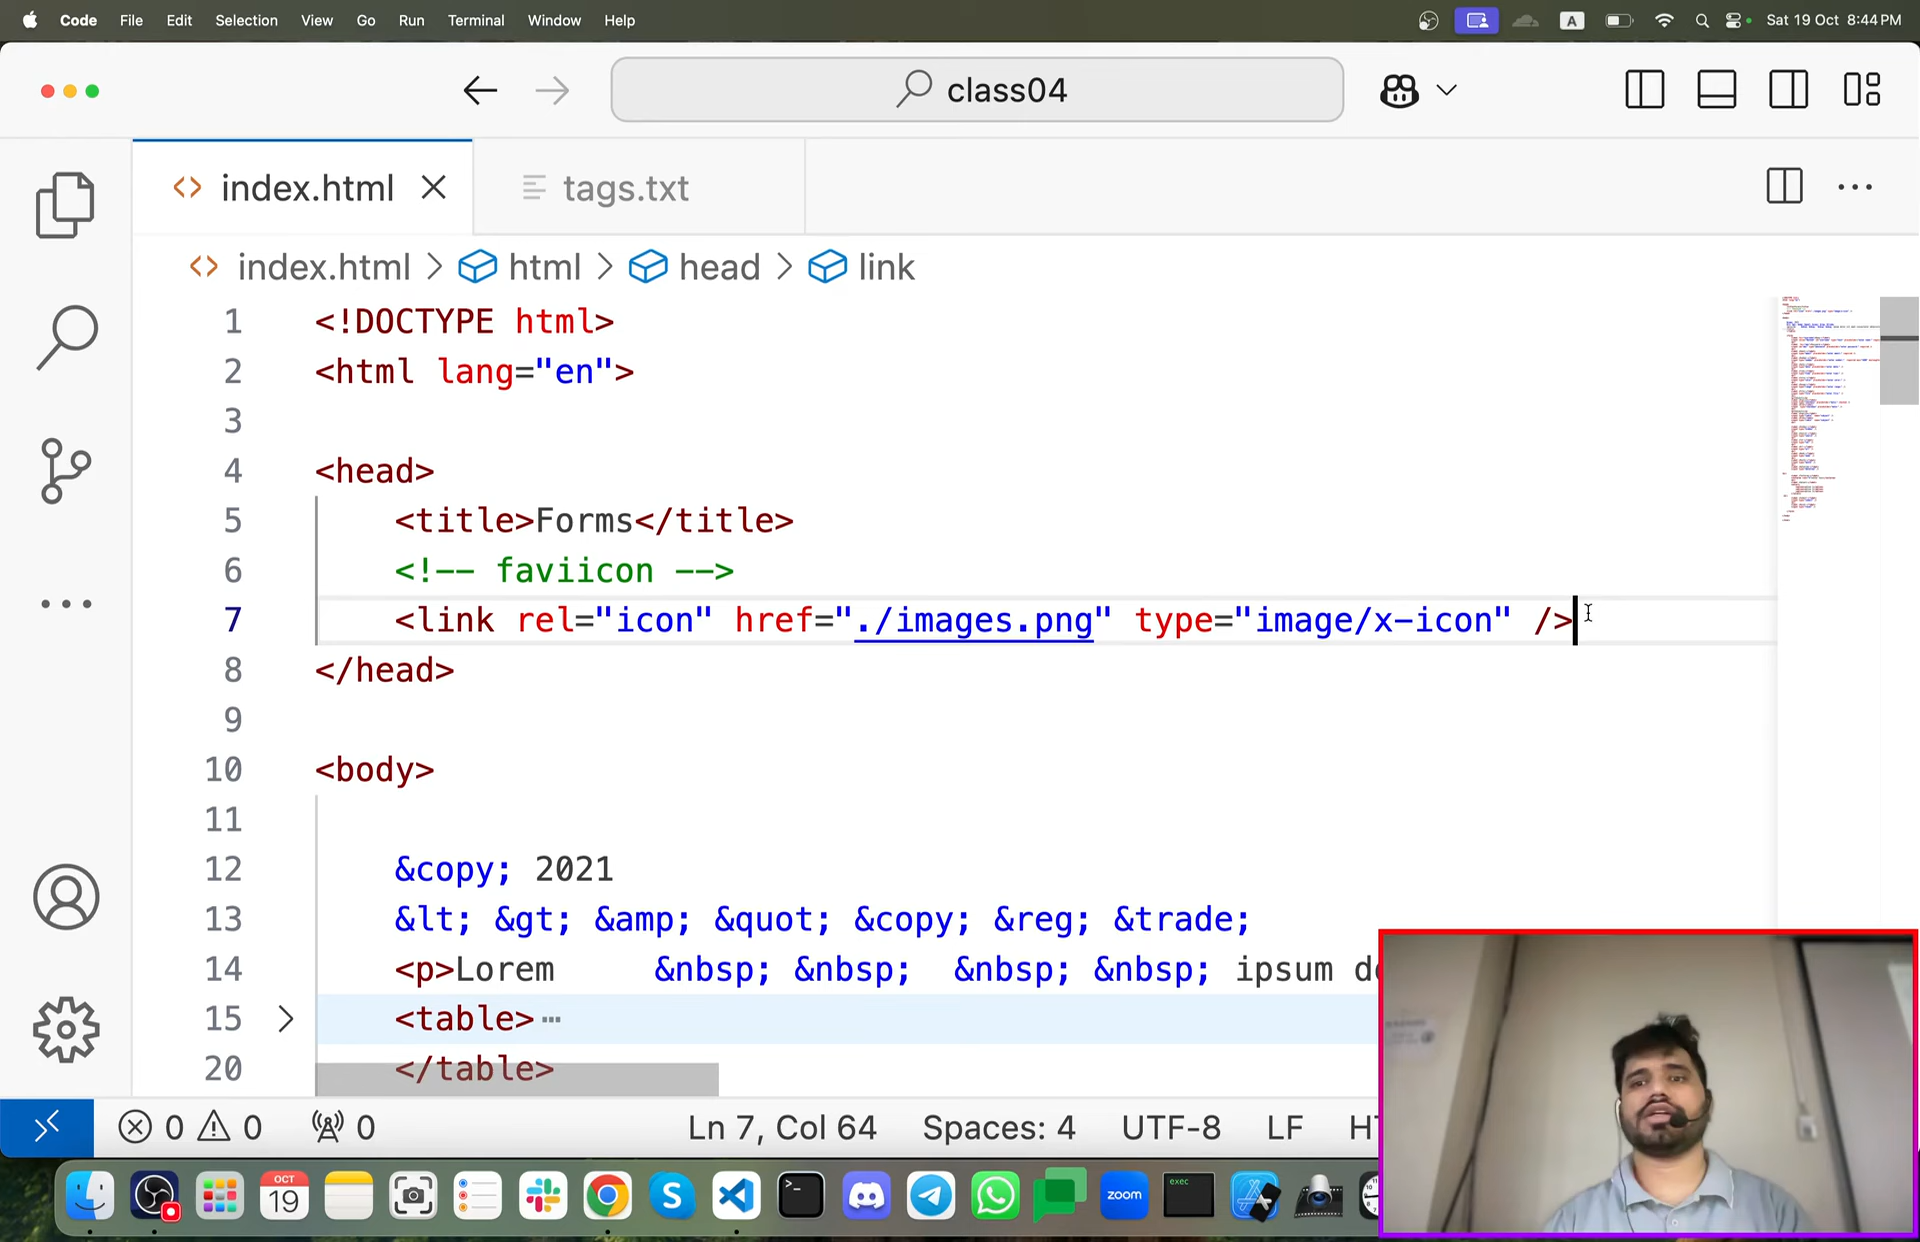 Code File Edit Selection View Go Run Terminal Window Help A Sat 19 Oct 8:44 PM
class04
index.html tags.txt
index.html > html > head > link
1 <!DOCTYPE html>
2 <html lang="en">
3
4 <head>
5 <title>Forms</title>
6 <!-- faviicon -->
7 <link rel="icon" href="./images.png" type="image/x-icon" />
8 </head>
9
10 <body>
11
12 &copy; 2021
13 &lt; &gt; &amp; &quot; &copy; &reg; &trade;
14 <p>Lorem &nbsp; &nbsp; &nbsp; &nbsp; ipsum do
15 <table>
20 </table>
0 0 0 Ln 7, Col 64 Spaces: 4 UTF-8 LF
OCT
19
S
zoom
exec